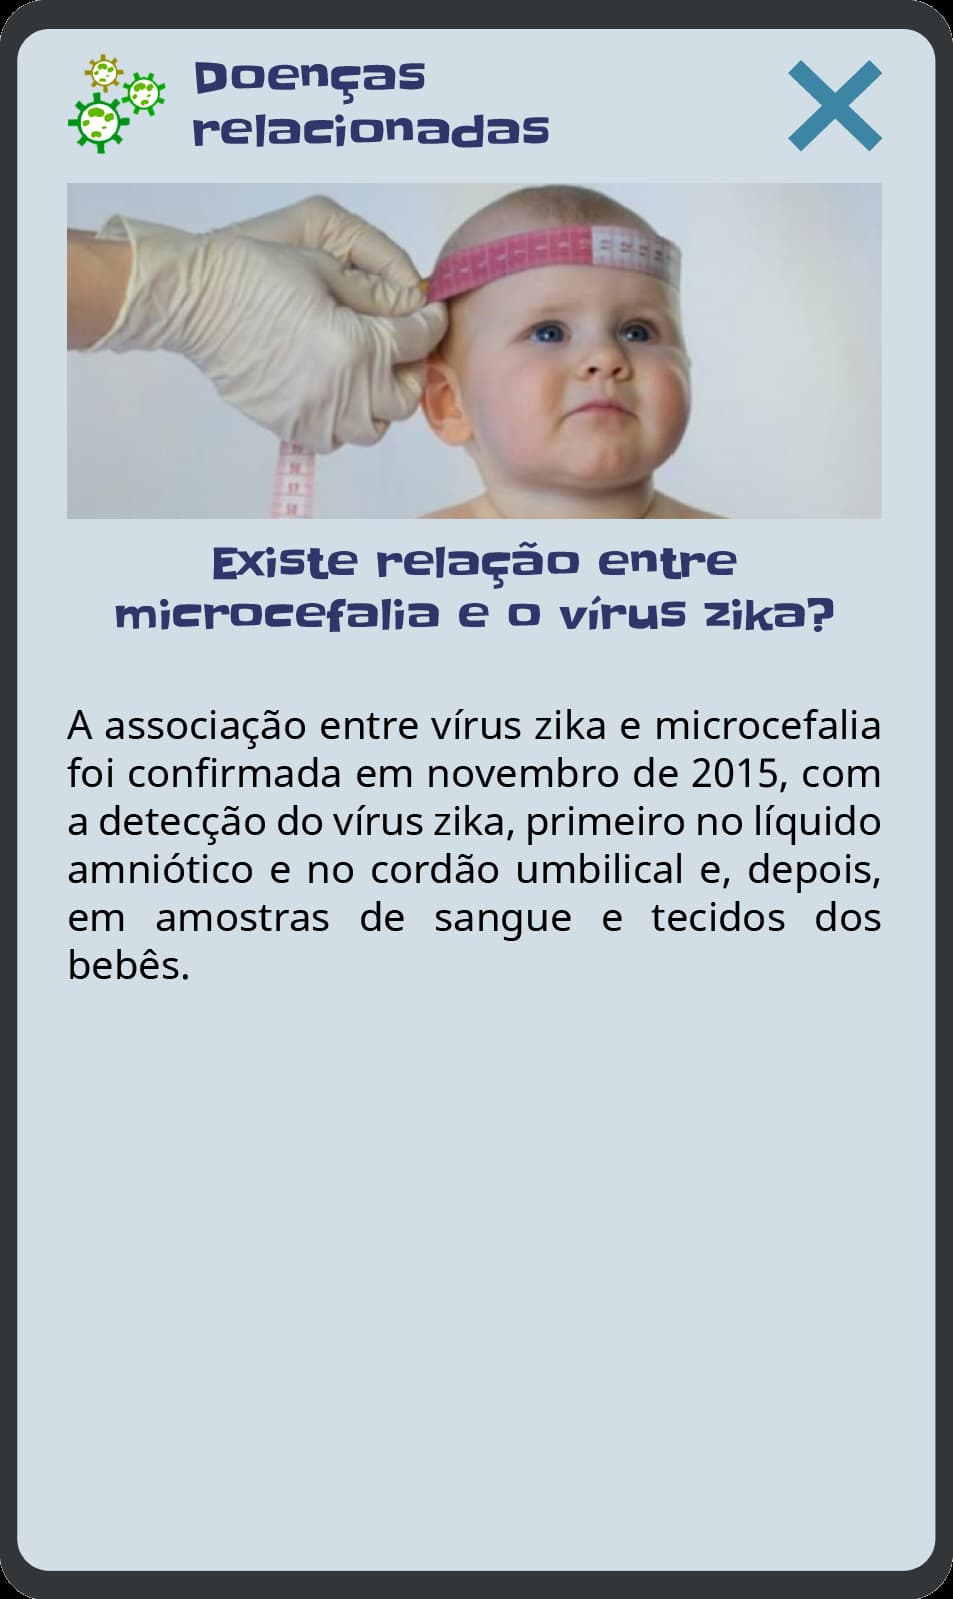 Doenças
relacionadas
Existe relação entre
microcefalia e o vírus zika?
A associação entre vírus zika e microcefalia
foi confirmada em novembro de 2015, com
a detecção do vírus zika, primeiro no líquido
amniótico e no cordão umbilical e, depois,
em amostras de sangue e tecidos dos
bebês.